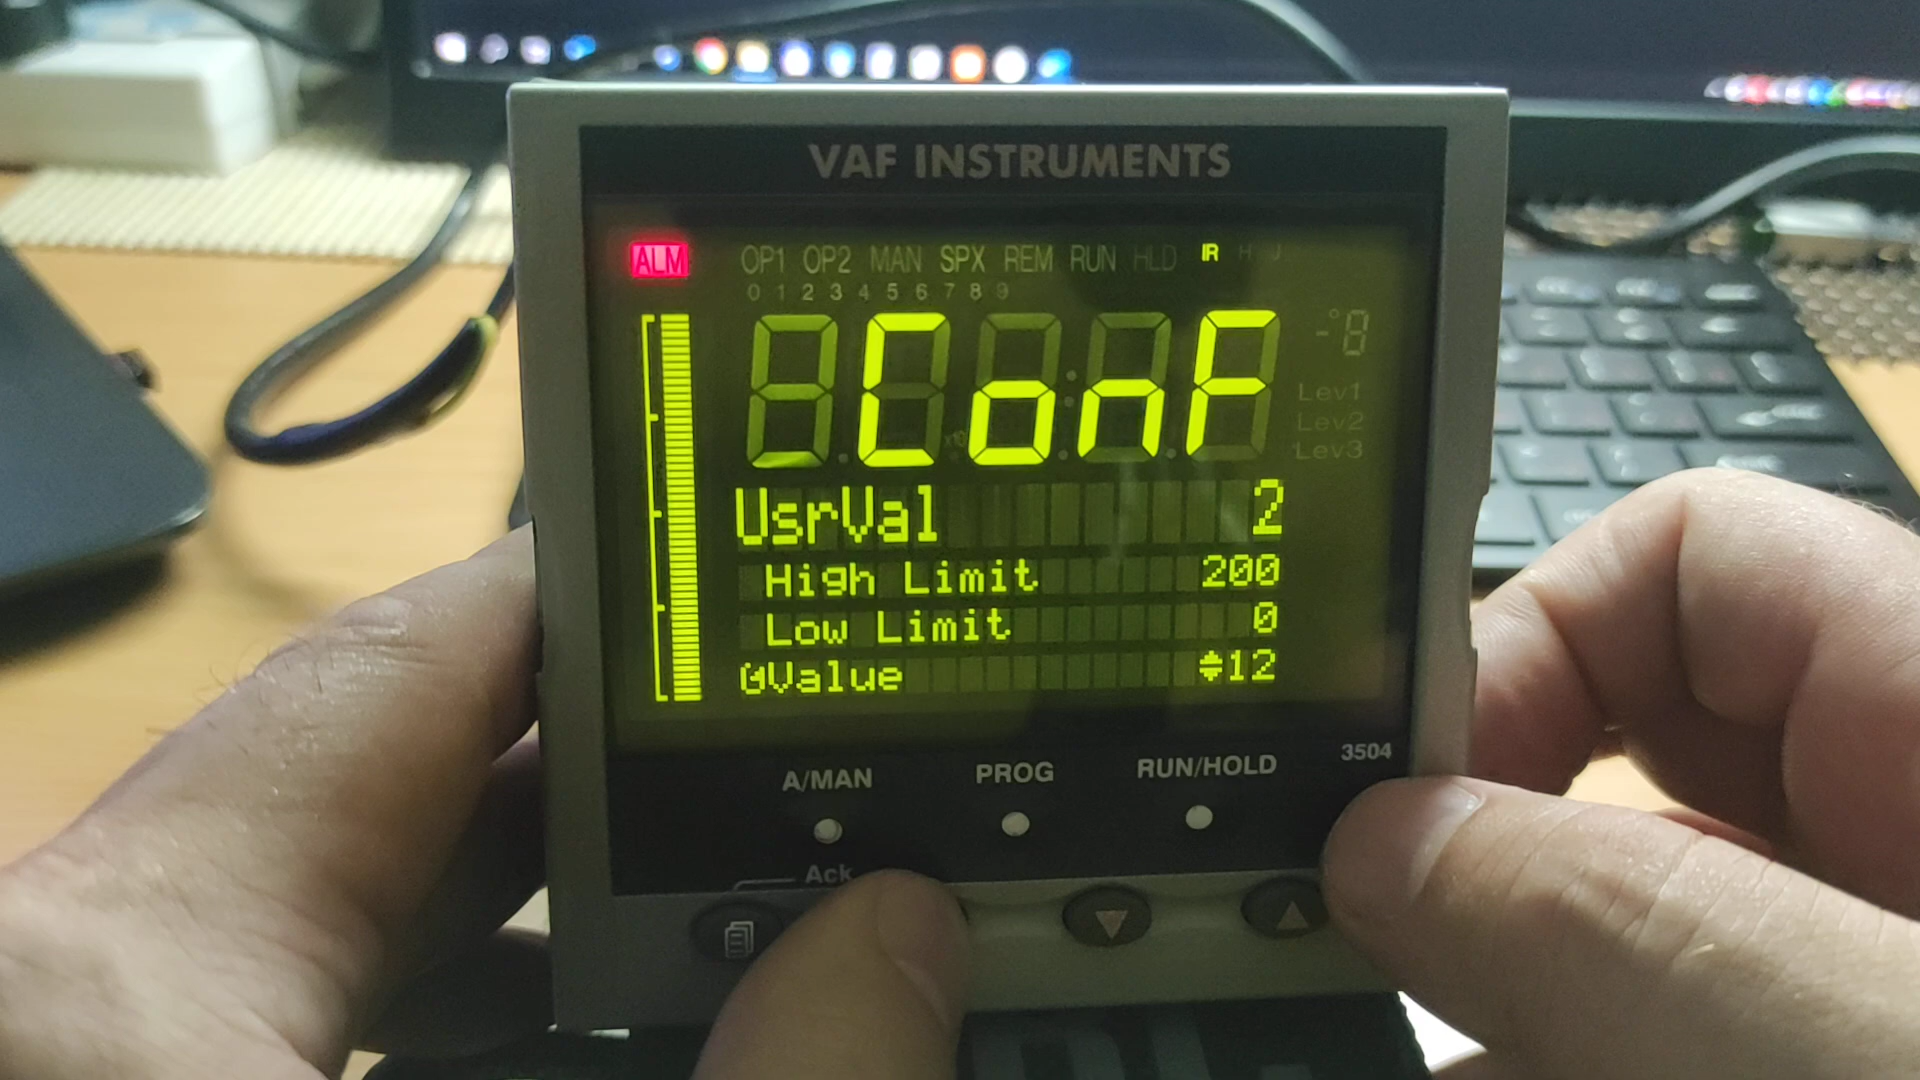 VAF INSTRUMENTS
ALM OP1 OP2 MAN SPX REM RUN HLD IR H J
0 1 2 3 4 5 6 7 8 9
ConF
Lev1
Lev2
Lev3
UsrVal 2
High Limit 200
Low Limit 0
Value 12
3504
A/MAN PROG RUN/HOLD
Ack